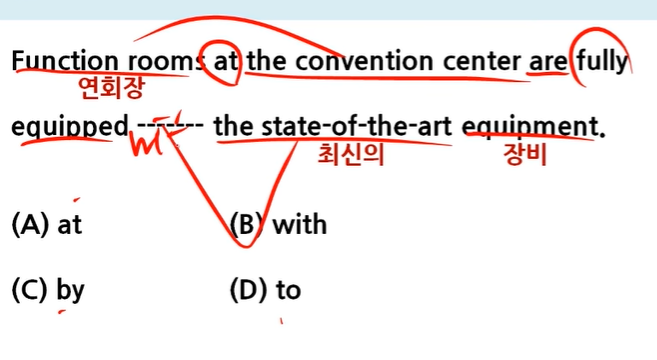 Function rooms at the convention center are fully
연회장
equipped ------- the state-of-the-art equipment.
최신의 장비
(A) at (B) with
(C) by (D) to